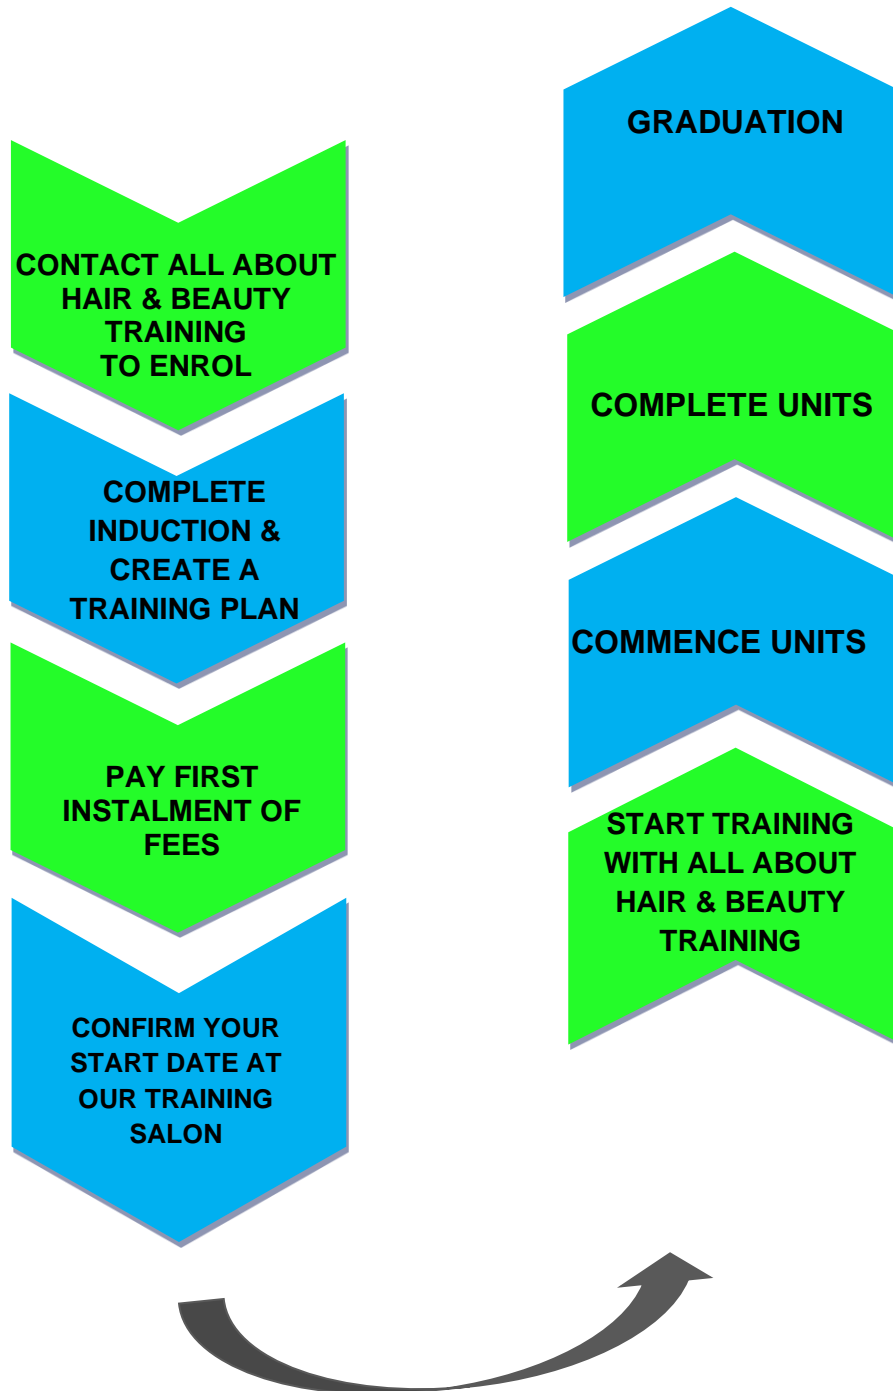 CONTACT ALL ABOUT
HAIR & BEAUTY
TRAINING
TO ENROL
COMPLETE
INDUCTION &
CREATE A
TRAINING PLAN
PAY FIRST
INSTALMENT OF
FEES
CONFIRM YOUR
START DATE AT
OUR TRAINING
SALON
START TRAINING
WITH ALL ABOUT
HAIR & BEAUTY
TRAINING
COMMENCE UNITS
COMPLETE UNITS
GRADUATION